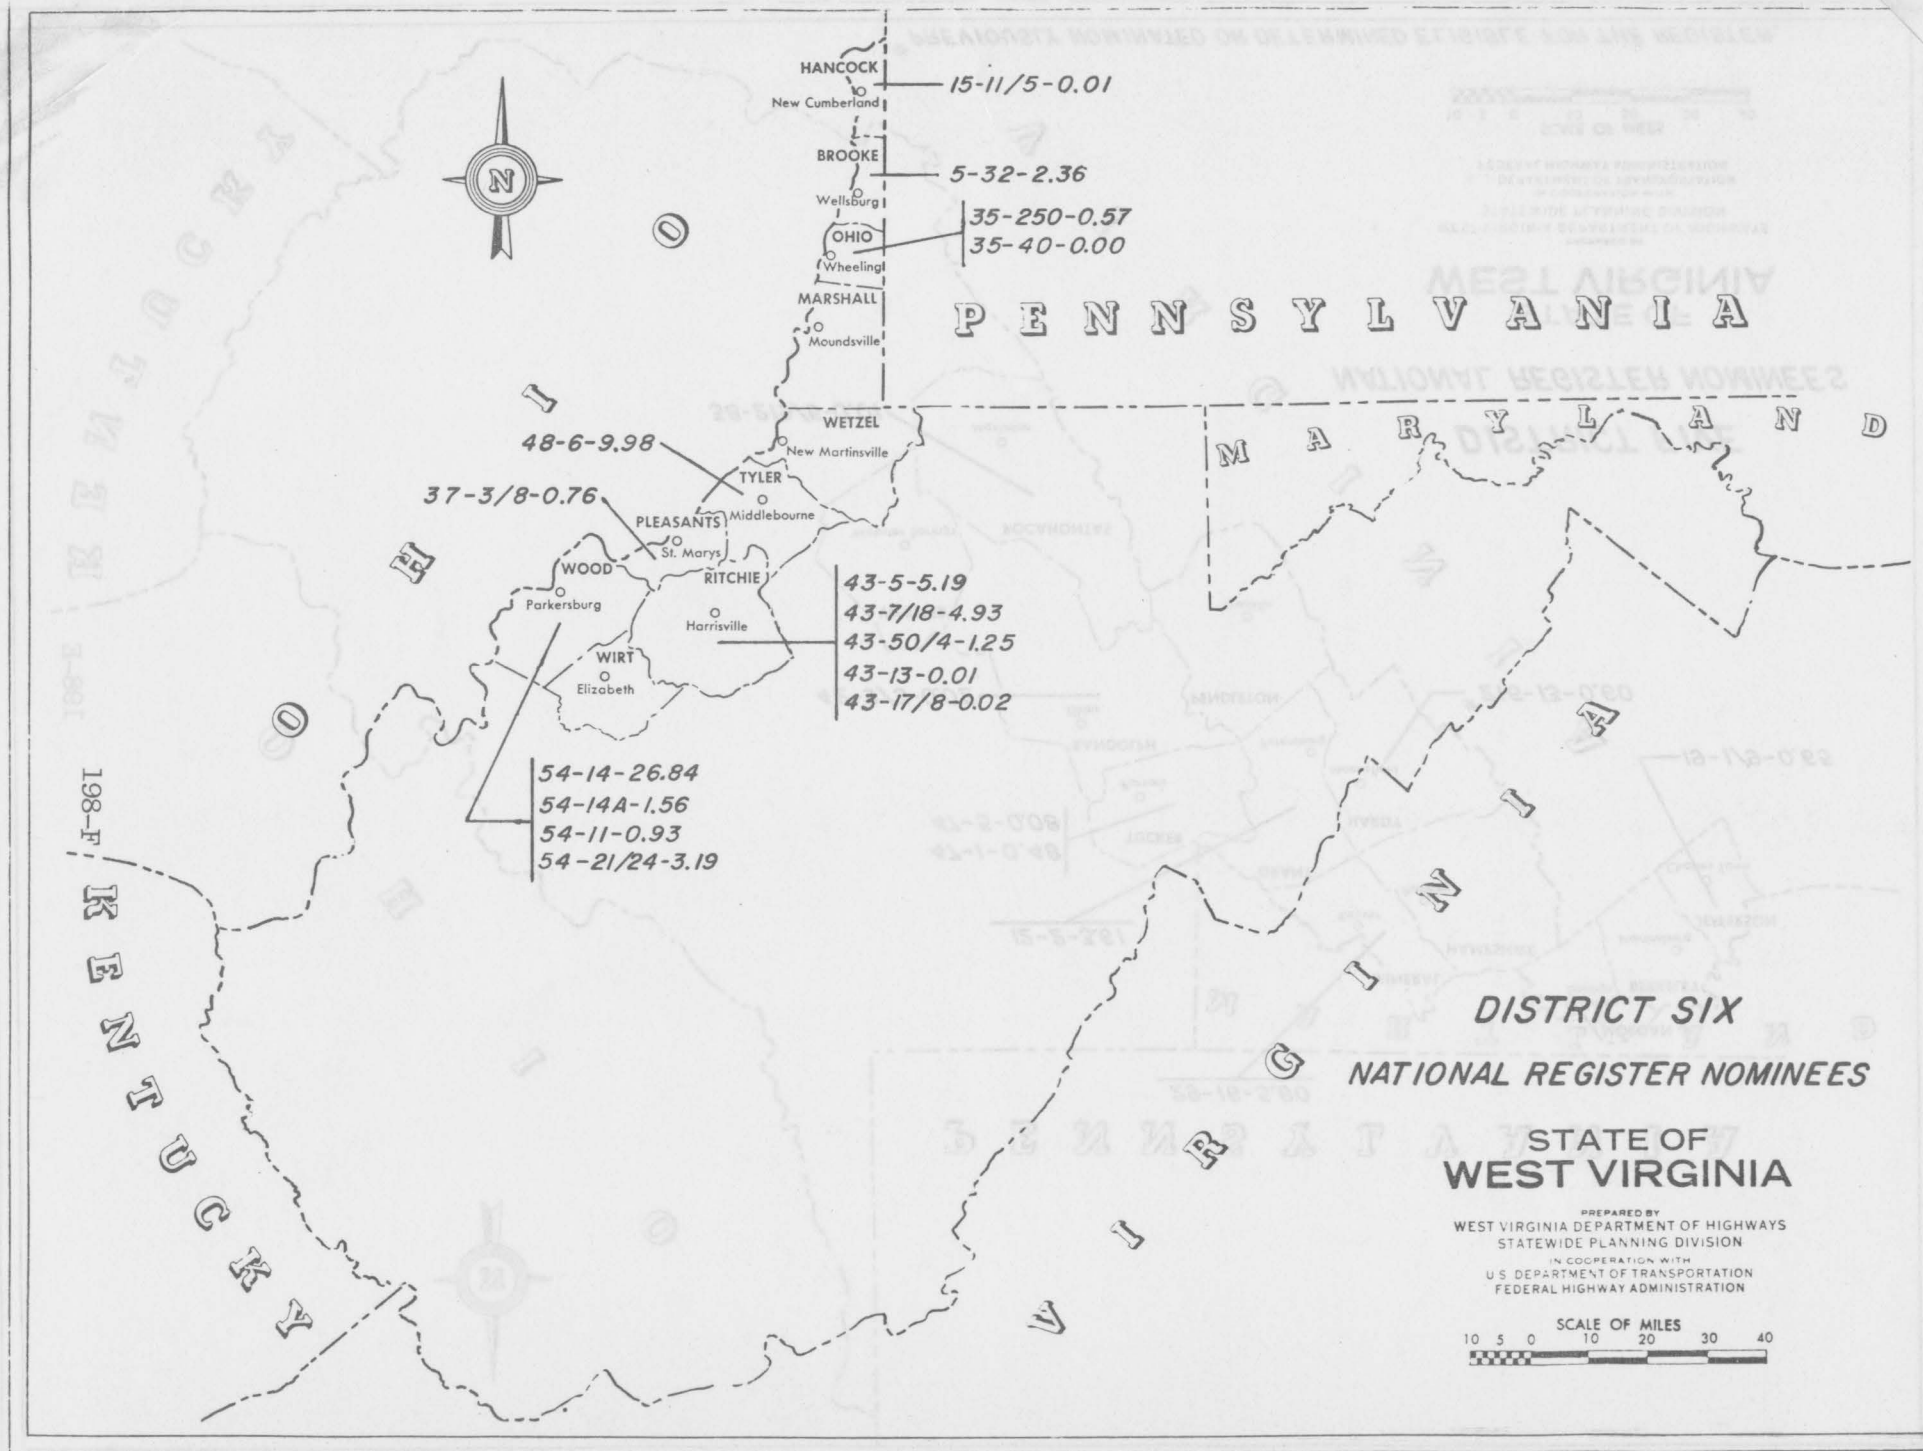 HANCOCK
15-11/5-0.01
New Cumberland
BROOKE
5-32-2.36
Wellsburg
35-250-0.57
OHIO
35-40-0.00
Wheeling
MARSHALL
Moundsville
N
OHIO
PENNSYLVANIA
MARYLAND
WETZEL
48-6-9.98
New Martinsville
TYLER
37-3/8-0.76
Middlebourne
PLEASANTS
St. Marys
WOOD
RITCHIE
Parkersburg
Harrisville
43-5-5.19
43-7/18-4.93
43-50/4-1.25
43-13-0.01
43-17/8-0.02
WIRT
Elizabeth
54-14-26.84
54-14A-1.56
54-11-0.93
54-21/24-3.19
198-F
KENTUCKY
VIRGINIA
DISTRICT SIX
NATIONAL REGISTER NOMINEES
STATE OF
WEST VIRGINIA
PREPARED BY
WEST VIRGINIA DEPARTMENT OF HIGHWAYS
STATEWIDE PLANNING DIVISION
IN COOPERATION WITH
U.S. DEPARTMENT OF TRANSPORTATION
FEDERAL HIGHWAY ADMINISTRATION
SCALE OF MILES
10 5 0 10 20 30 40